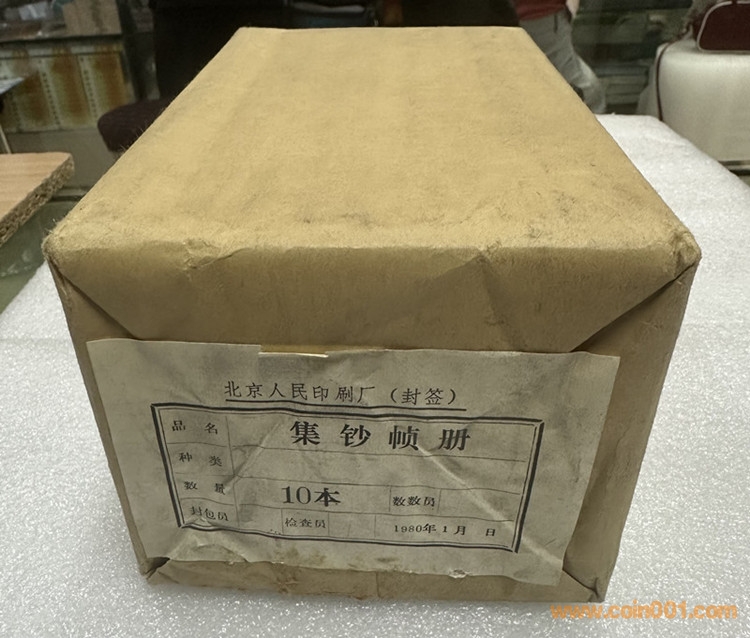 北京人民印刷厂（封签）
品名 集钞帧册
种类
数量 10本 数数员
封包员 检查员 1980年1月 日
www.coin001.com